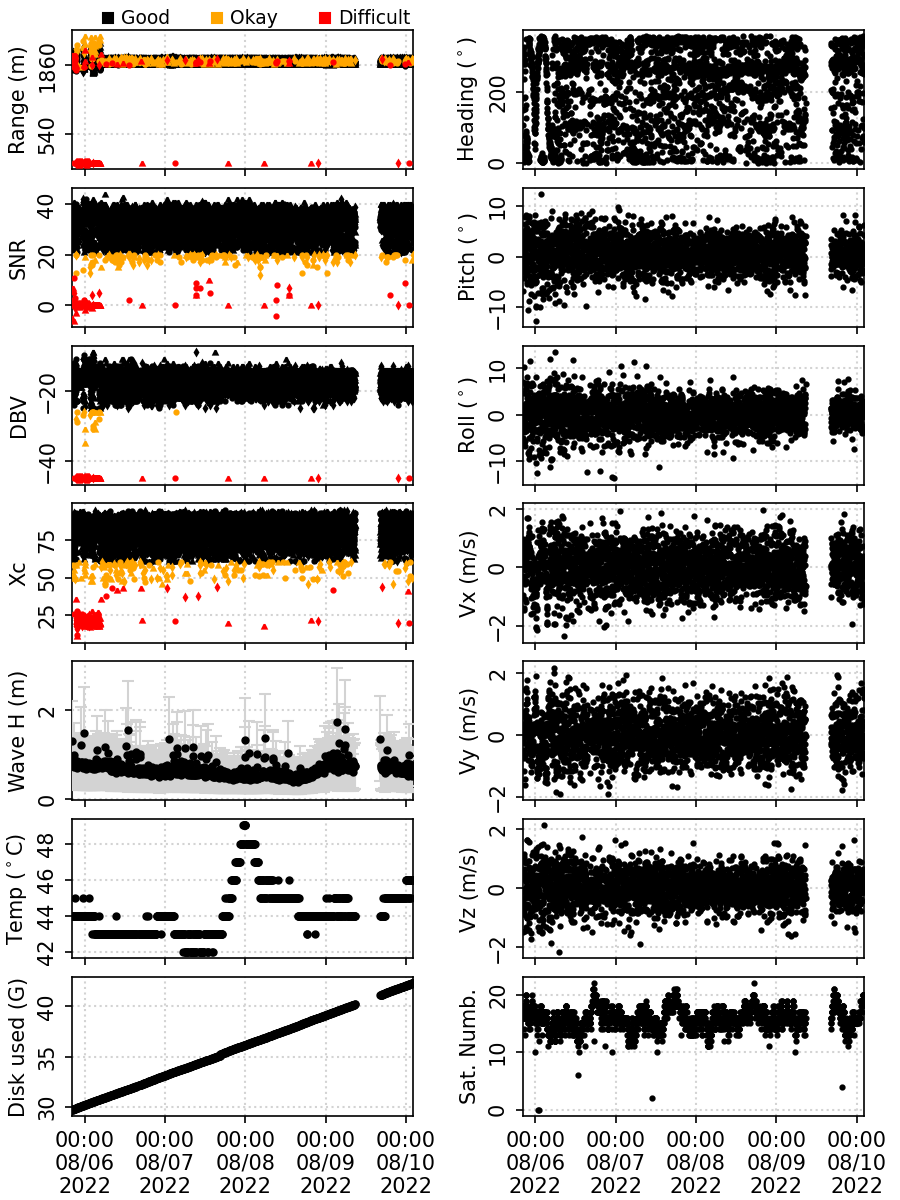 Good Okay Difficult
Range (m)
1860
540
Heading (°)
200
0
SNR
40
20
0
Pitch (°)
10
0
−10
DBV
−20
−40
Roll (°)
10
0
−10
Xc
75
50
25
Vx (m/s)
2
0
−2
Wave H (m)
2
0
Vy (m/s)
2
0
−2
Temp (°C)
48
46
44
42
Vz (m/s)
2
0
−2
Disk used (G)
40
35
30
Sat. Numb.
20
10
0
00:00 00:00 00:00 00:00 00:00
08/06 08/07 08/08 08/09 08/10
2022 2022 2022 2022 2022
00:00 00:00 00:00 00:00 00:00
08/06 08/07 08/08 08/09 08/10
2022 2022 2022 2022 2022